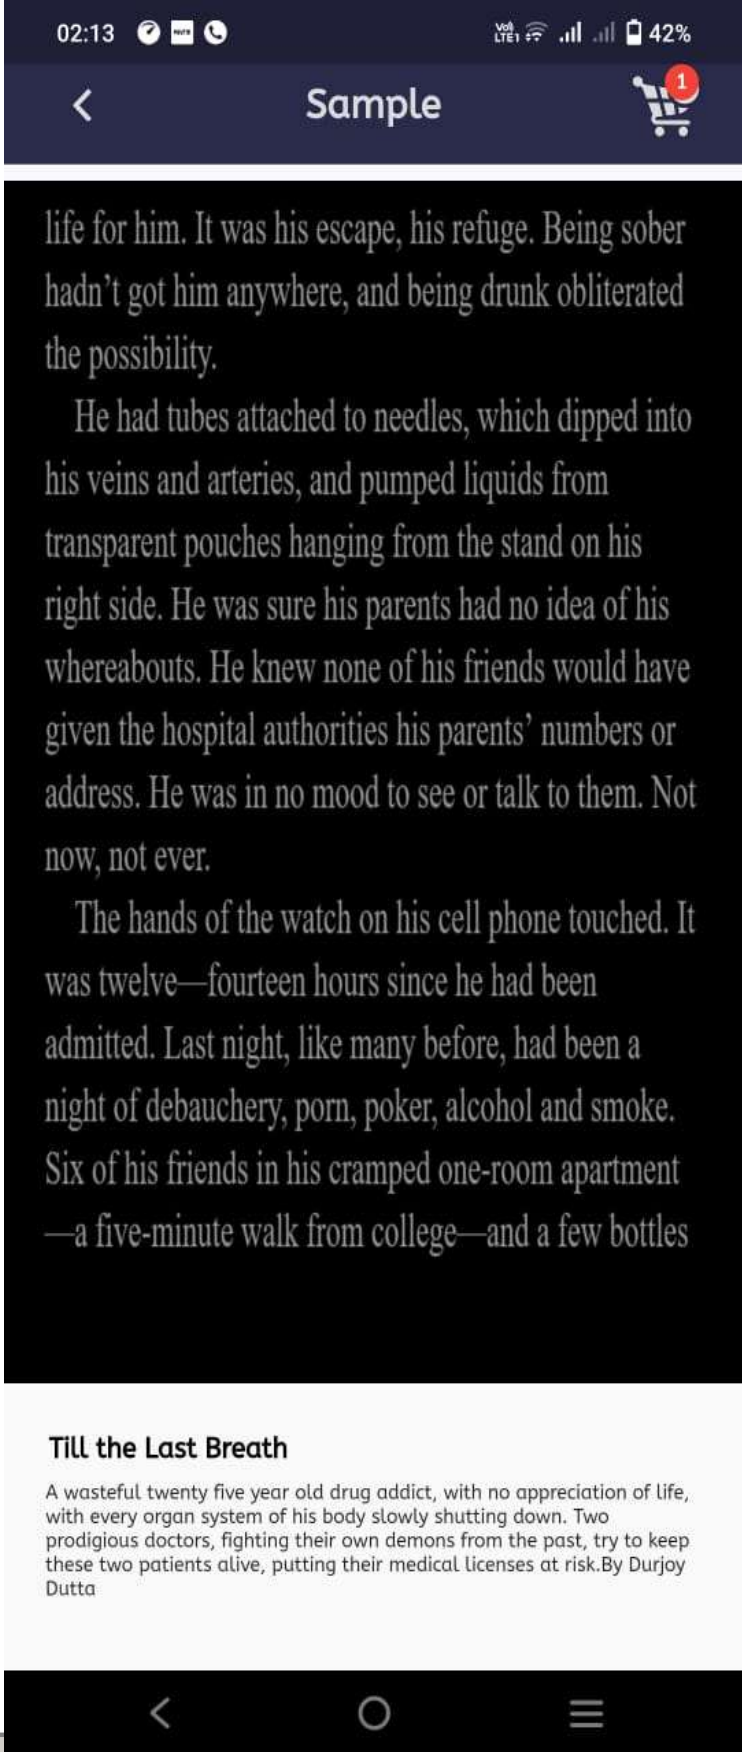 02:13
Vo)) LTE1 42%
Sample
1
life for him. It was his escape, his refuge. Being sober
hadn’t got him anywhere, and being drunk obliterated
the possibility.
He had tubes attached to needles, which dipped into
his veins and arteries, and pumped liquids from
transparent pouches hanging from the stand on his
right side. He was sure his parents had no idea of his
whereabouts. He knew none of his friends would have
given the hospital authorities his parents’ numbers or
address. He was in no mood to see or talk to them. Not
now, not ever.
The hands of the watch on his cell phone touched. It
was twelve—fourteen hours since he had been
admitted. Last night, like many before, had been a
night of debauchery, porn, poker, alcohol and smoke.
Six of his friends in his cramped one-room apartment
—a five-minute walk from college—and a few bottles
Till the Last Breath
A wasteful twenty five year old drug addict, with no appreciation of life,
with every organ system of his body slowly shutting down. Two
prodigious doctors, fighting their own demons from the past, try to keep
these two patients alive, putting their medical licenses at risk.By Durjoy
Dutta